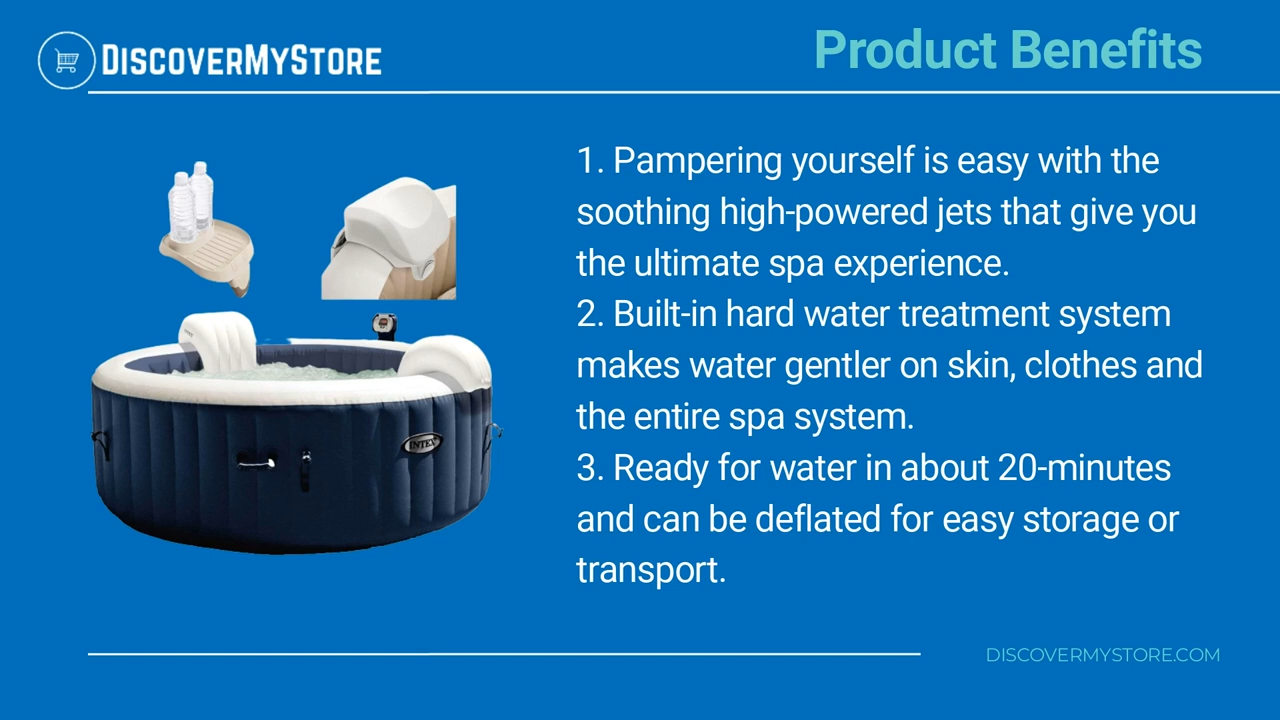 DISCOVERMYSTORE
Product Benefits
1. Pampering yourself is easy with the
soothing high-powered jets that give you
the ultimate spa experience.
2. Built-in hard water treatment system
makes water gentler on skin, clothes and
the entire spa system.
3. Ready for water in about 20-minutes
and can be deflated for easy storage or
transport.
INTEX
DISCOVERMYSTORE.COM